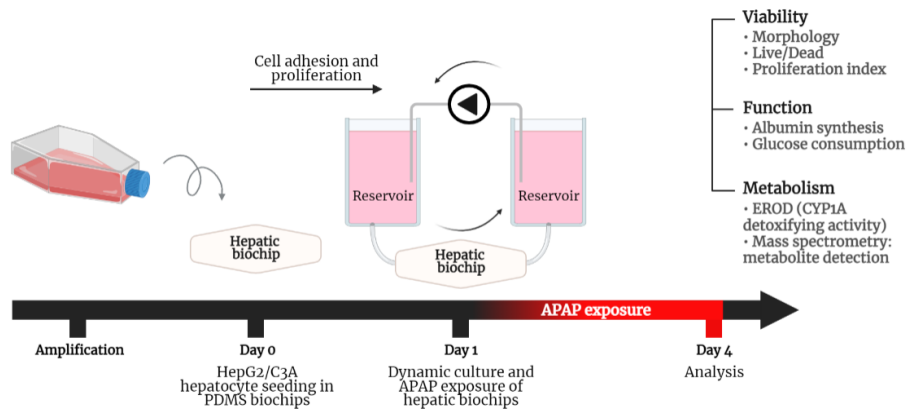 Cell adhesion and
proliferation
Reservoir
Reservoir
Hepatic
biochip
Hepatic
biochip
Viability
· Morphology
· Live/Dead
· Proliferation index
Function
· Albumin synthesis
· Glucose consumption
Metabolism
· EROD (CYP1A
detoxifying activity)
· Mass spectrometry:
metabolite detection
APAP exposure
Amplification
Day 0
HepG2/C3A
hepatocyte seeding in
PDMS biochips
Day 1
Dynamic culture and
APAP exposure of
hepatic biochips
Day 4
Analysis